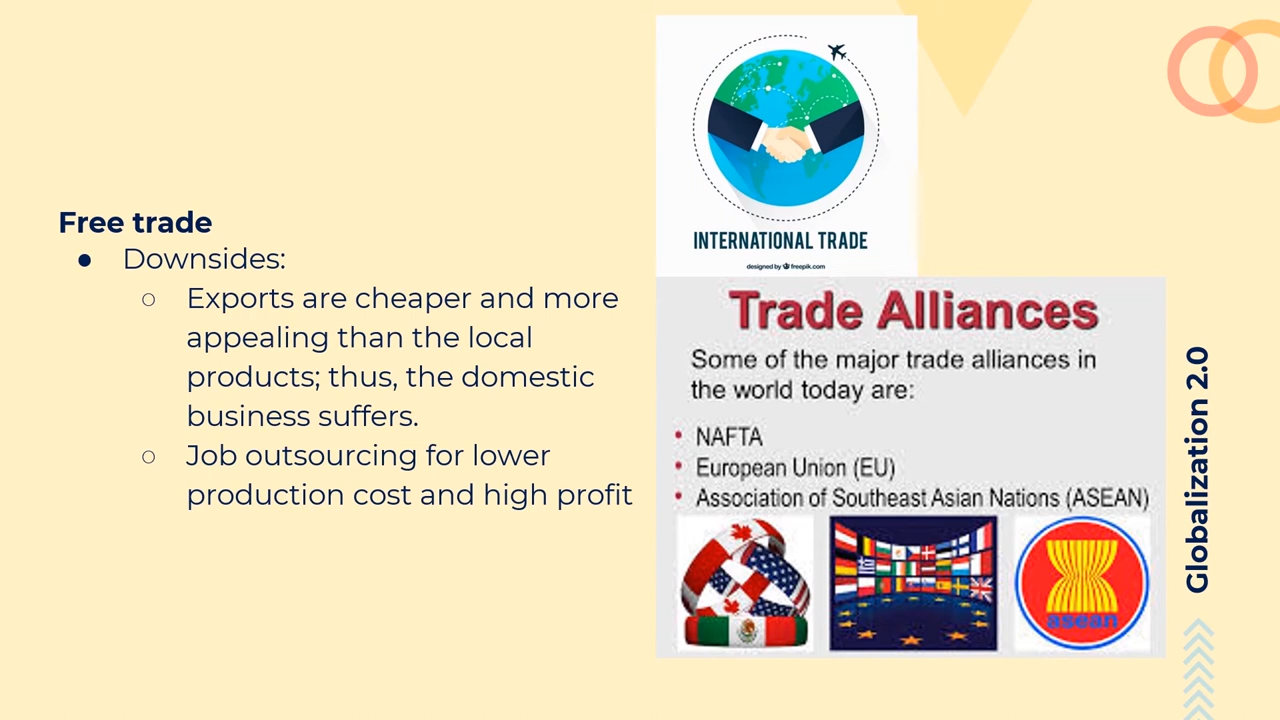 Free trade
● Downsides:
○ Exports are cheaper and more
appealing than the local
products; thus, the domestic
business suffers.
○ Job outsourcing for lower
production cost and high profit
INTERNATIONAL TRADE
designed by freepik.com
Trade Alliances
Some of the major trade alliances in
the world today are:
• NAFTA
• European Union (EU)
• Association of Southeast Asian Nations (ASEAN)
asean
Globalization 2.0